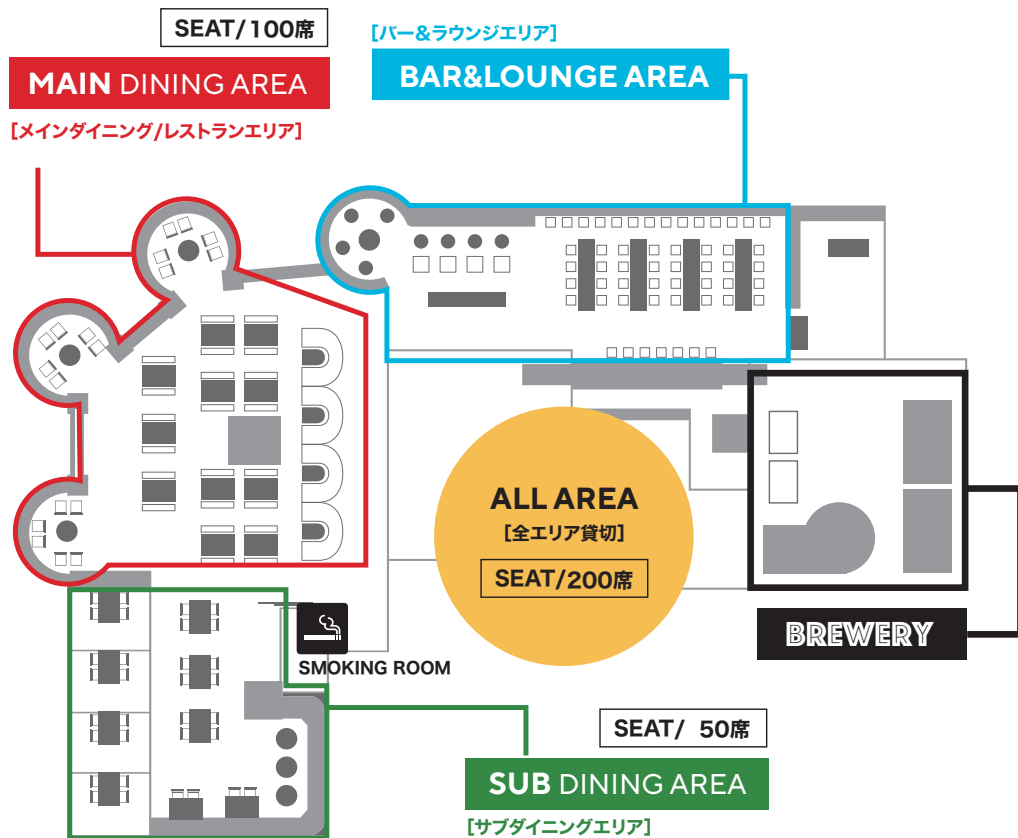 SEAT/100席
MAIN DINING AREA
[メインダイニング/レストランエリア]
[バー&ラウンジエリア]
BAR&LOUNGE AREA
ALL AREA
[全エリア貸切]
SEAT/200席
BREWERY
SMOKING ROOM
SEAT/ 50席
SUB DINING AREA
[サブダイニングエリア]